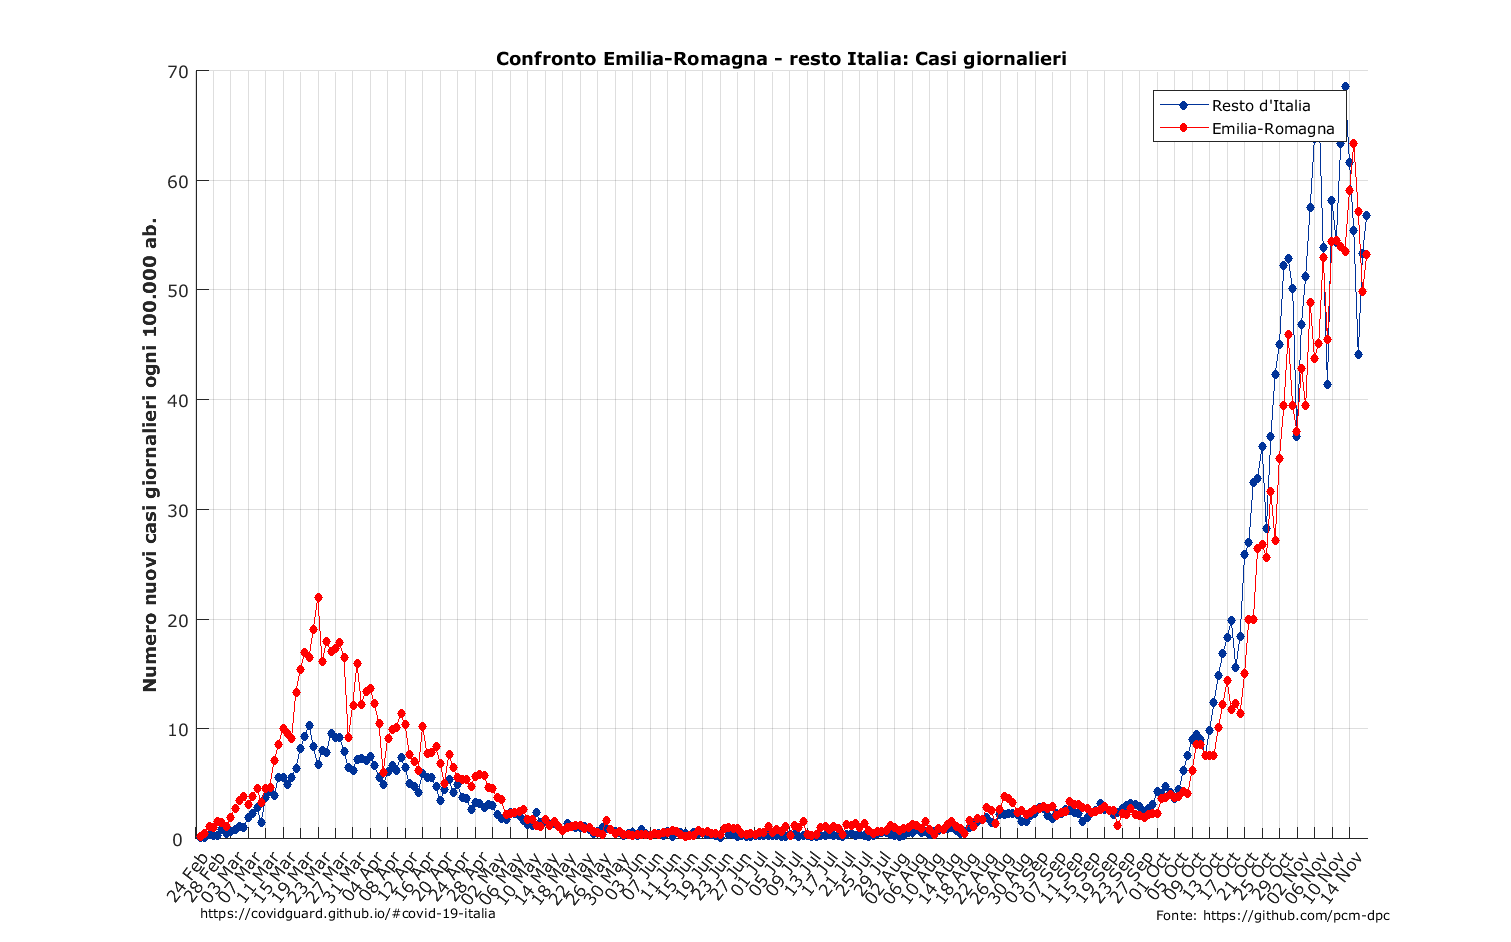 Confronto Emilia-Romagna - resto Italia: Casi giornalieri
Numero nuovi casi giornalieri ogni 100.000 ab.
70
60
50
40
30
20
10
0
Resto d'Italia
Emilia-Romagna
24 Feb
28 Feb
03 Mar
07 Mar
11 Mar
15 Mar
19 Mar
23 Mar
27 Mar
31 Mar
04 Apr
08 Apr
12 Apr
16 Apr
20 Apr
24 Apr
28 Apr
02 May
06 May
10 May
14 May
18 May
22 May
26 May
30 May
03 Jun
07 Jun
11 Jun
15 Jun
19 Jun
23 Jun
27 Jun
01 Jul
05 Jul
09 Jul
13 Jul
17 Jul
21 Jul
25 Jul
29 Jul
02 Aug
06 Aug
10 Aug
14 Aug
18 Aug
22 Aug
26 Aug
30 Aug
03 Sep
07 Sep
11 Sep
15 Sep
19 Sep
23 Sep
27 Sep
01 Oct
05 Oct
09 Oct
13 Oct
17 Oct
21 Oct
25 Oct
29 Oct
02 Nov
06 Nov
10 Nov
14 Nov
https://covidguard.github.io/#covid-19-italia
Fonte: https://github.com/pcm-dpc